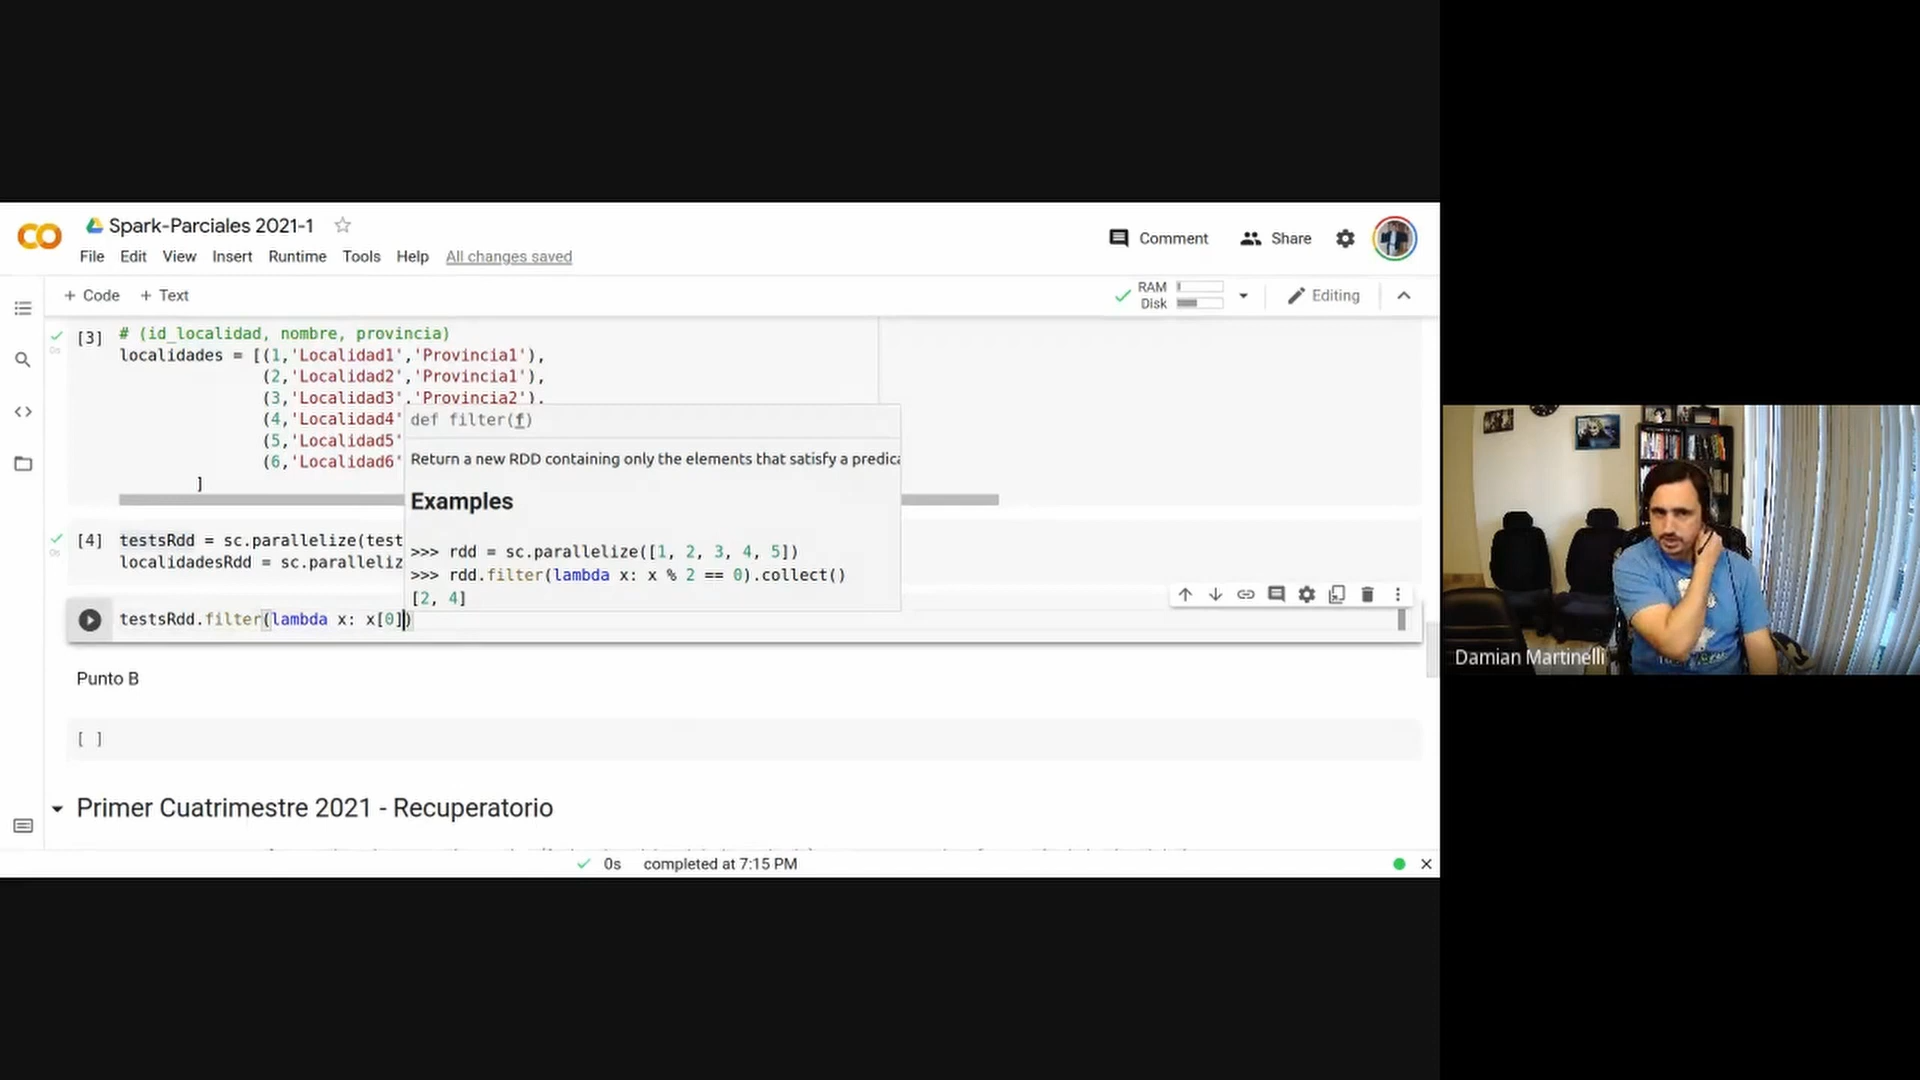 Spark-Parciales 2021-1
File Edit View Insert Runtime Tools Help All changes saved
Comment Share
+ Code + Text
RAM
Disk
Editing
[3] # (id_localidad, nombre, provincia)
localidades = [(1,'Localidad1','Provincia1'),
(2,'Localidad2','Provincia1'),
(3,'Localidad3','Provincia2'),
(4,'Localidad4'
(5,'Localidad5'
(6,'Localidad6'
]
def filter(f)
Return a new RDD containing only the elements that satisfy a predica
Examples
>>> rdd = sc.parallelize([1, 2, 3, 4, 5])
>>> rdd.filter(lambda x: x % 2 == 0).collect()
[2, 4]
[4] testsRdd = sc.parallelize(test
localidadesRdd = sc.paralleliz
testsRdd.filter(lambda x: x[0])
Punto B
[ ]
Primer Cuatrimestre 2021 - Recuperatorio
0s completed at 7:15 PM
Damian Martinelli